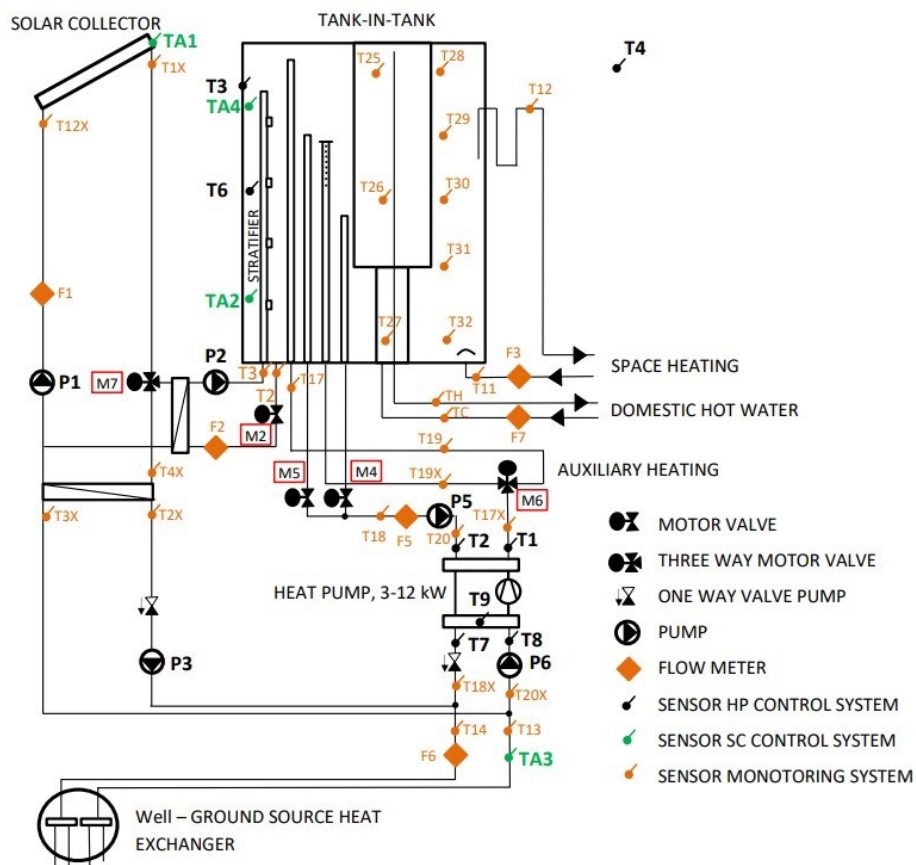 SOLAR COLLECTOR
TANK-IN-TANK
TA1
T1X
T25
T28
T4
T3
T12
TA4
T12X
T29
T6
T26
T30
STRATIFIER
T31
F1
TA2
T27
T32
P2
F3
SPACE HEATING
P1
M7
T3
T17
T11
T2
TH
F2
TC
DOMESTIC HOT WATER
M2
F7
T19
M5
M4
T19X
AUXILIARY HEATING
T4X
P5
M6
T3X
T2X
T18
F5
T20
T17X
T2
T1
MOTOR VALVE
THREE WAY MOTOR VALVE
HEAT PUMP, 3-12 kW
T9
ONE WAY VALVE PUMP
PUMP
T7
T8
P3
P6
FLOW METER
T18X
T20X
SENSOR HP CONTROL SYSTEM
T14
T13
SENSOR SC CONTROL SYSTEM
F6
TA3
SENSOR MONOTORING SYSTEM
Well – GROUND SOURCE HEAT
EXCHANGER